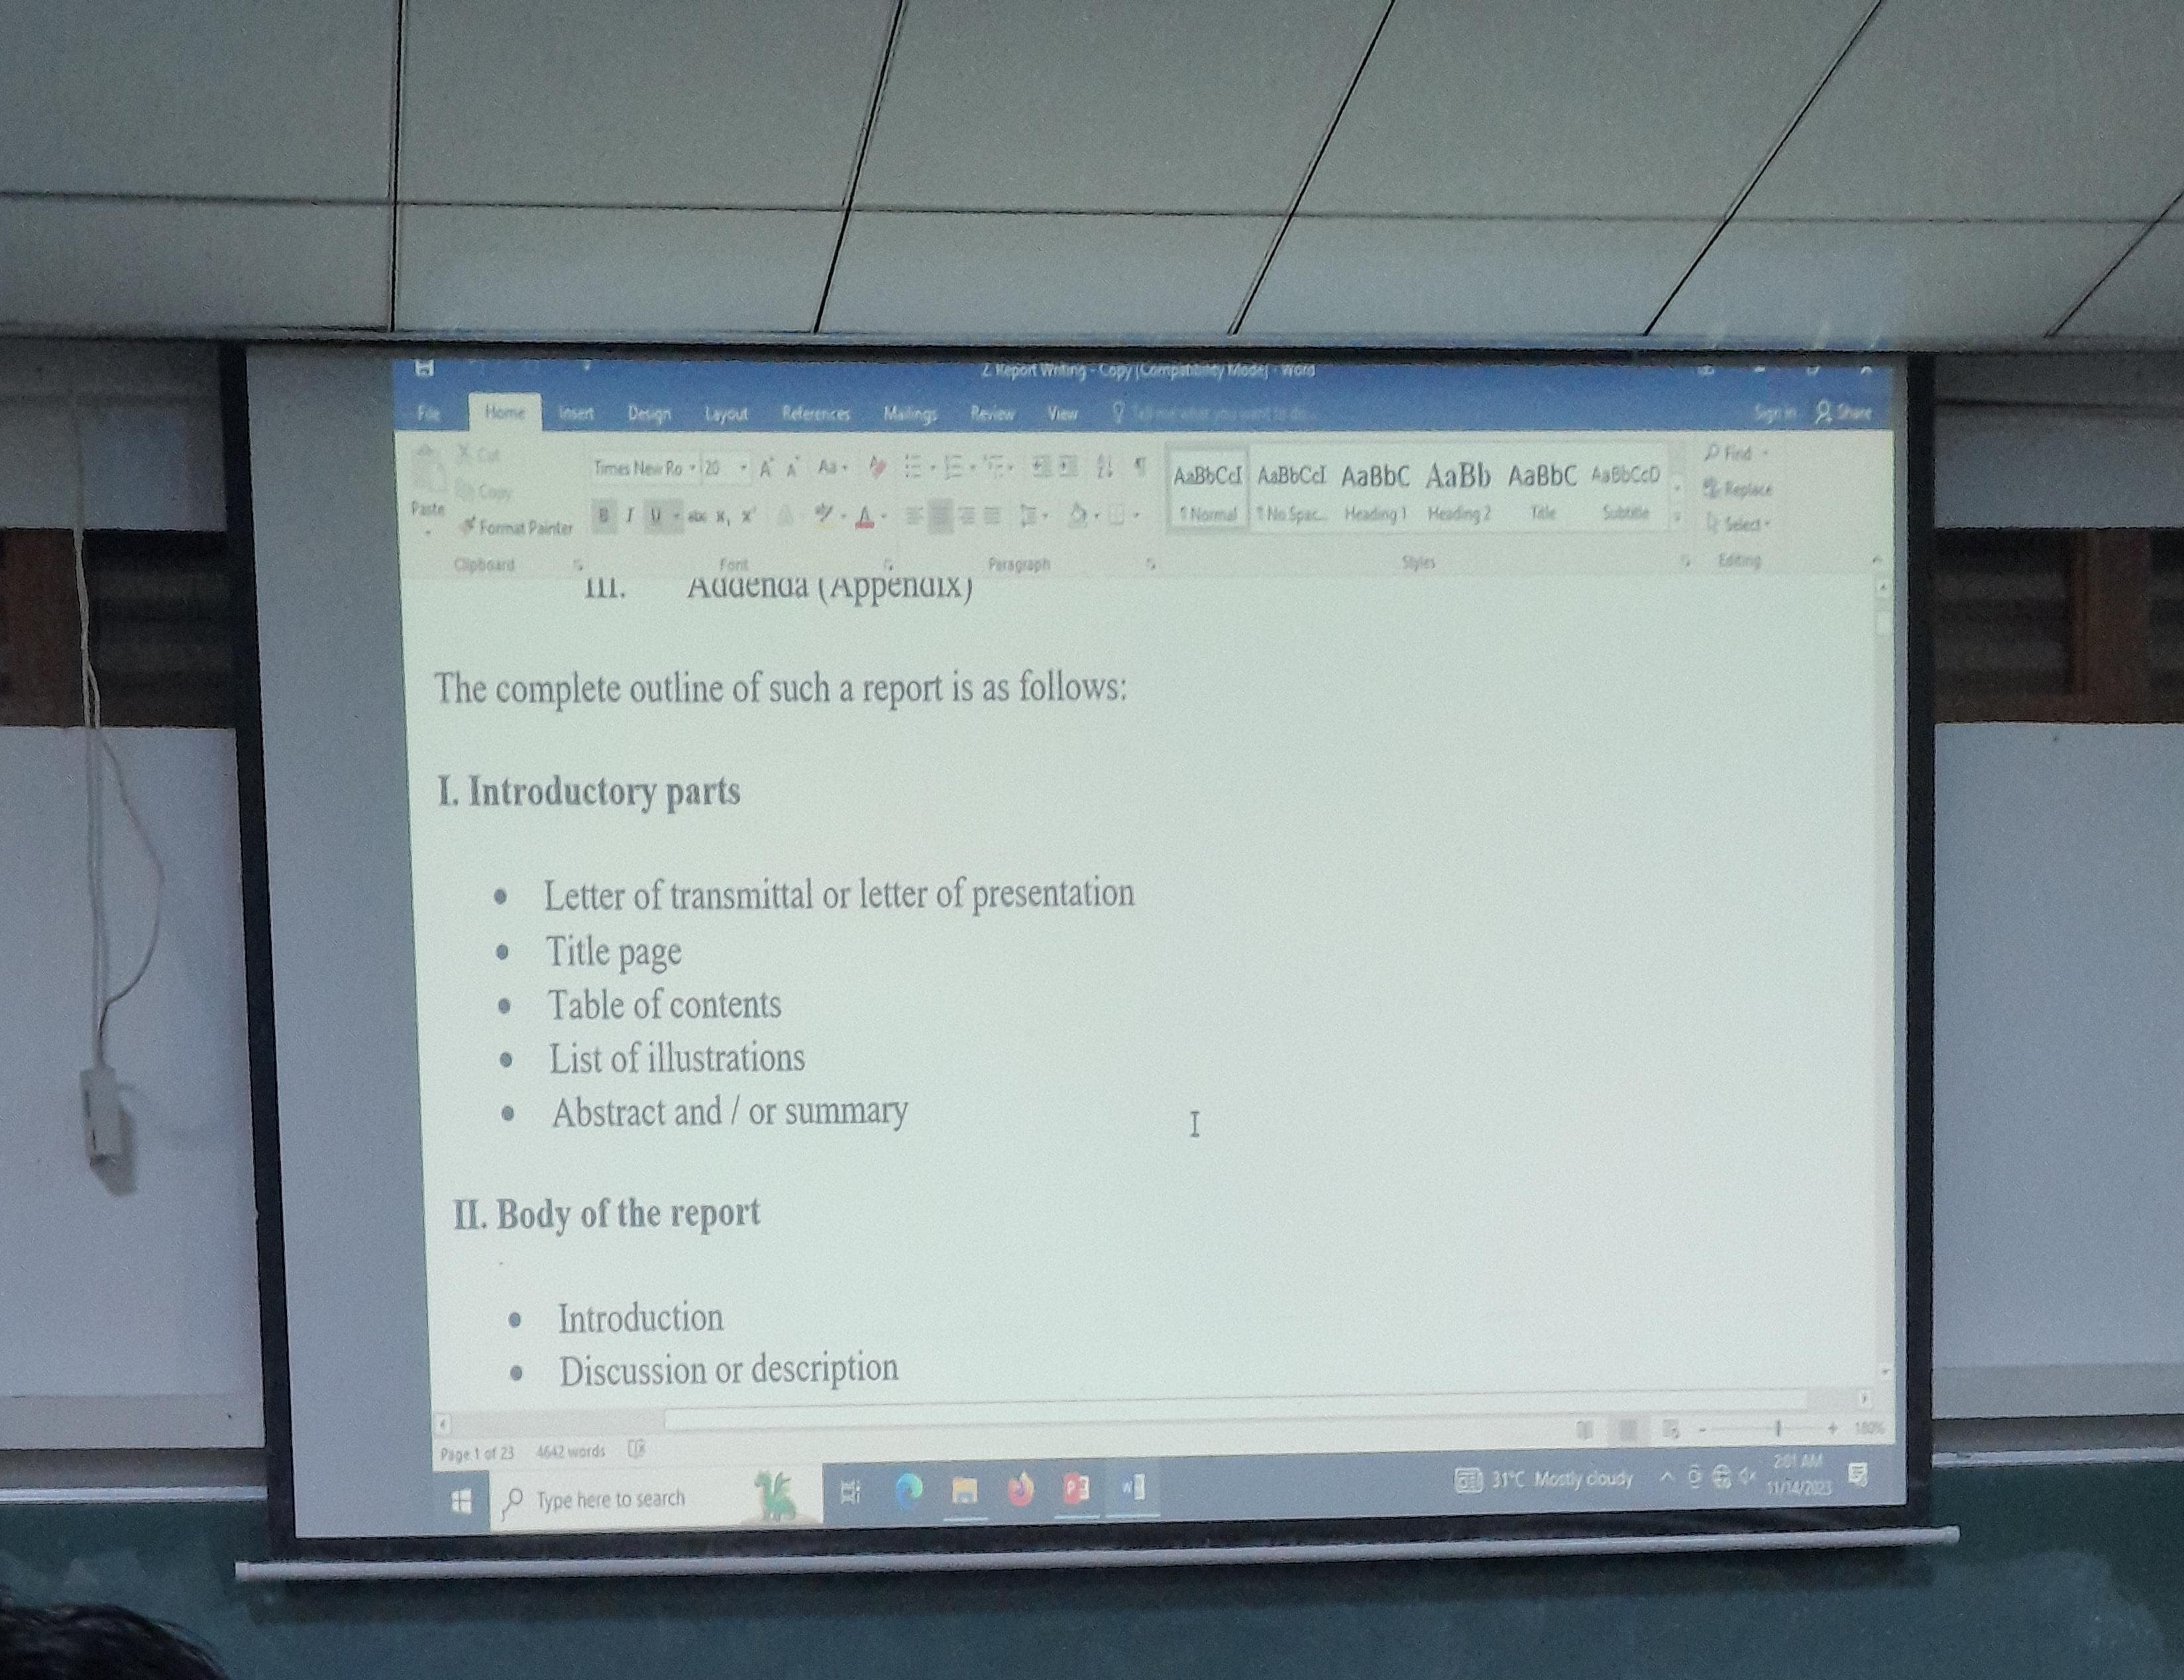 2. Report Writing - Copy [Compatibility Mode] - Word
File Home Insert Design Layout References Mailings Review View Tell me what you want to do... Sign in Share
Cut
Copy
Paste
Format Painter
Clipboard
Times New Ro 20
Font
Paragraph
AaBbCcI AaBbCcI AaBbC AaBb AaBbC AaBbCcD
¶ Normal ¶ No Spac... Heading 1 Heading 2 Title Subtitle
Styles
Find
Replace
Select
Editing
III. Addenda (Appendix)
The complete outline of such a report is as follows:
I. Introductory parts
• Letter of transmittal or letter of presentation
• Title page
• Table of contents
• List of illustrations
• Abstract and / or summary
II. Body of the report
• Introduction
• Discussion or description
Page 1 of 23 4642 words
180%
Type here to search
31°C Mostly cloudy
2:01 AM
11/14/2023